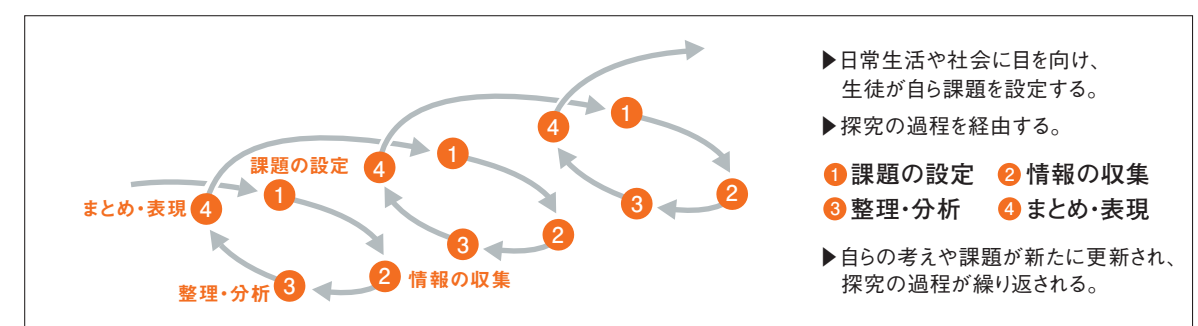 課題の設定
まとめ・表現
整理・分析
情報の収集
1
2
3
4
1
2
3
4
1
2
3
4
▶日常生活や社会に目を向け、
生徒が自ら課題を設定する。
▶探究の過程を経由する。
1課題の設定 2情報の収集
3整理・分析 4まとめ・表現
▶自らの考えや課題が新たに更新され、
探究の過程が繰り返される。